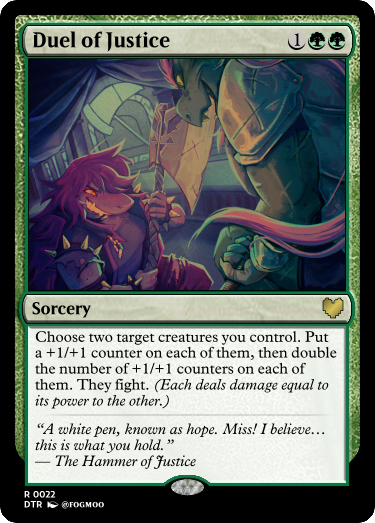 Duel of Justice 1
Sorcery
Choose two target creatures you control. Put
a +1/+1 counter on each of them, then double
the number of +1/+1 counters on each of
them. They fight. (Each deals damage equal to
its power to the other.)
“A white pen, known as hope. Miss! I believe…
this is what you hold.”
— The Hammer of Justice
R 0022
DTR @FOGMOO